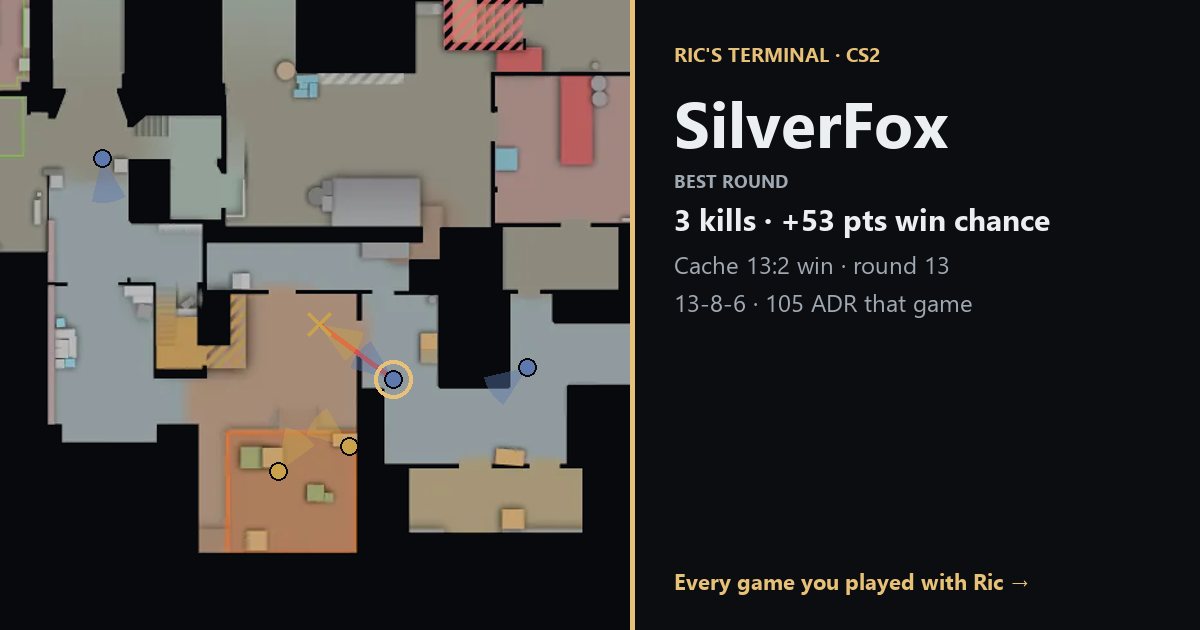 RIC'S TERMINAL · CS2
SilverFox
BEST ROUND
3 kills · +53 pts win chance
Cache 13:2 win · round 13
13-8-6 · 105 ADR that game
Every game you played with Ric →